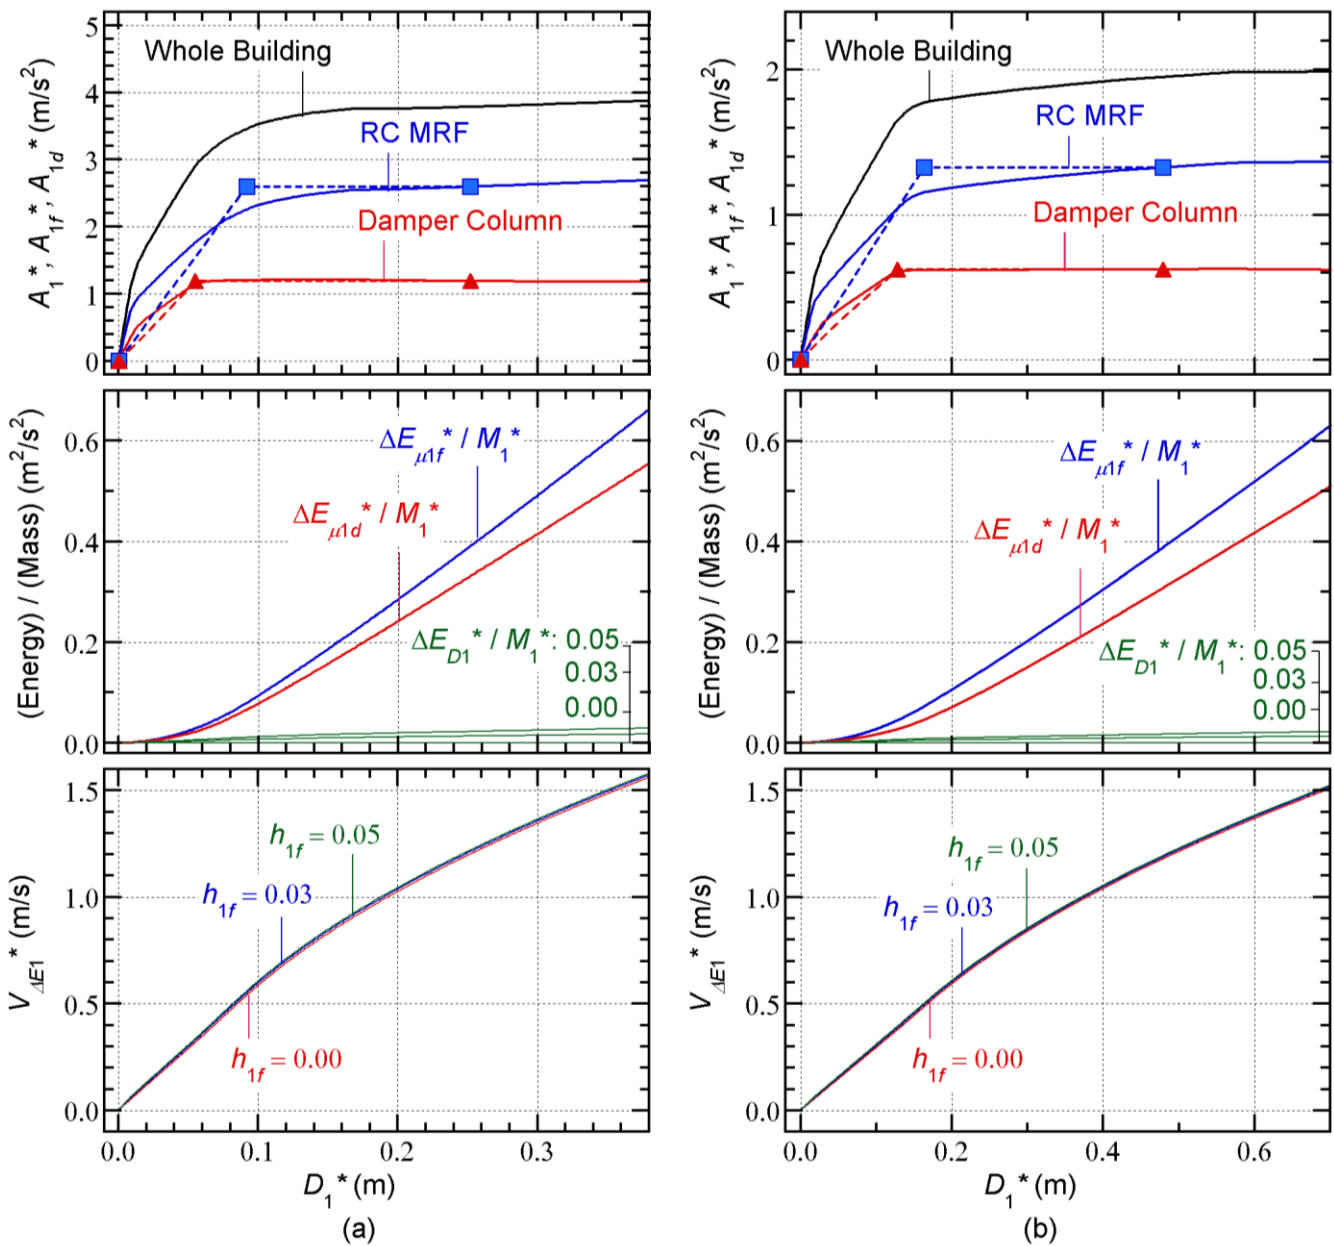 5
4
3
2
1
0
A1*, A1f*, A1d* (m/s2)
Whole Building
RC MRF
Damper Column
2
1
0
A1*, A1f*, A1d* (m/s2)
Whole Building
RC MRF
Damper Column
0.6
0.4
0.2
0.0
(Energy) / (Mass) (m2/s2)
ΔEμ1f* / M1*
ΔEμ1d* / M1*
ΔED1* / M1*: 0.05
0.03
0.00
0.6
0.4
0.2
0.0
(Energy) / (Mass) (m2/s2)
ΔEμ1f* / M1*
ΔEμ1d* / M1*
ΔED1* / M1*: 0.05
0.03
0.00
1.5
1.0
0.5
0.0
VΔE1* (m/s)
h1f = 0.05
h1f = 0.03
h1f = 0.00
0.0 0.1 0.2 0.3
D1* (m)
(a)
1.5
1.0
0.5
0.0
VΔE1* (m/s)
h1f = 0.05
h1f = 0.03
h1f = 0.00
0.0 0.2 0.4 0.6
D1* (m)
(b)